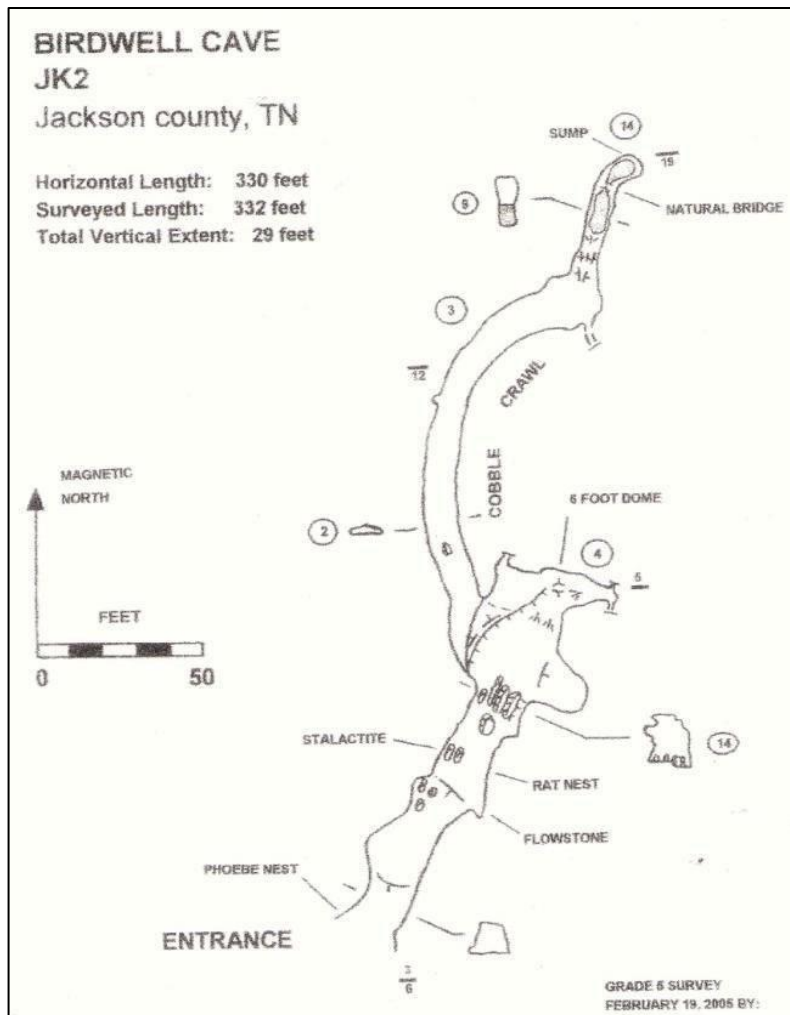 BIRDWELL CAVE
JK2
Jackson county, TN
Horizontal Length: 330 feet
Surveyed Length: 332 feet
Total Vertical Extent: 29 feet
SUMP
14
15
9
NATURAL BRIDGE
3
12
CRAWL
COBBLE
MAGNETIC
NORTH
2
6 FOOT DOME
4
5
FEET
0 50
STALACTITE
14
RAT NEST
FLOWSTONE
PHOEBE NEST
ENTRANCE
3
6
GRADE 5 SURVEY
FEBRUARY 19, 2005 BY: